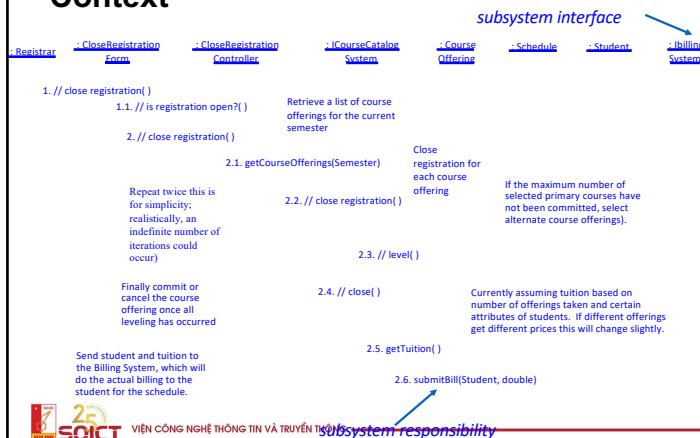 Context
subsystem interface
: Registrar
: CloseRegistration
Form
: CloseRegistration
Controller
: ICourseCatalog
System
: Course
Offering
: Schedule
: Student
: Ibilling
System
1. // close registration( )
1.1. // is registration open?( )
Retrieve a list of course
offerings for the current
semester
2. // close registration( )
2.1. getCourseOfferings(Semester)
Close
registration for
each course
offering
Repeat twice this is
for simplicity;
realistically, an
indefinite number of
iterations could
occur)
2.2. // close registration( )
If the maximum number of
selected primary courses have
not been committed, select
alternate course offerings).
2.3. // level( )
Finally commit or
cancel the course
offering once all
leveling has occurred
2.4. // close( )
Currently assuming tuition based on
number of offerings taken and certain
attributes of students. If different offerings
get different prices this will change slightly.
2.5. getTuition( )
Send student and tuition to
the Billing System, which will
do the actual billing to the
student for the schedule.
2.6. submitBill(Student, double)
25
SOICT
VIỆN CÔNG NGHỆ THÔNG TIN VÀ TRUYỀN THÔNG
subsystem responsibility